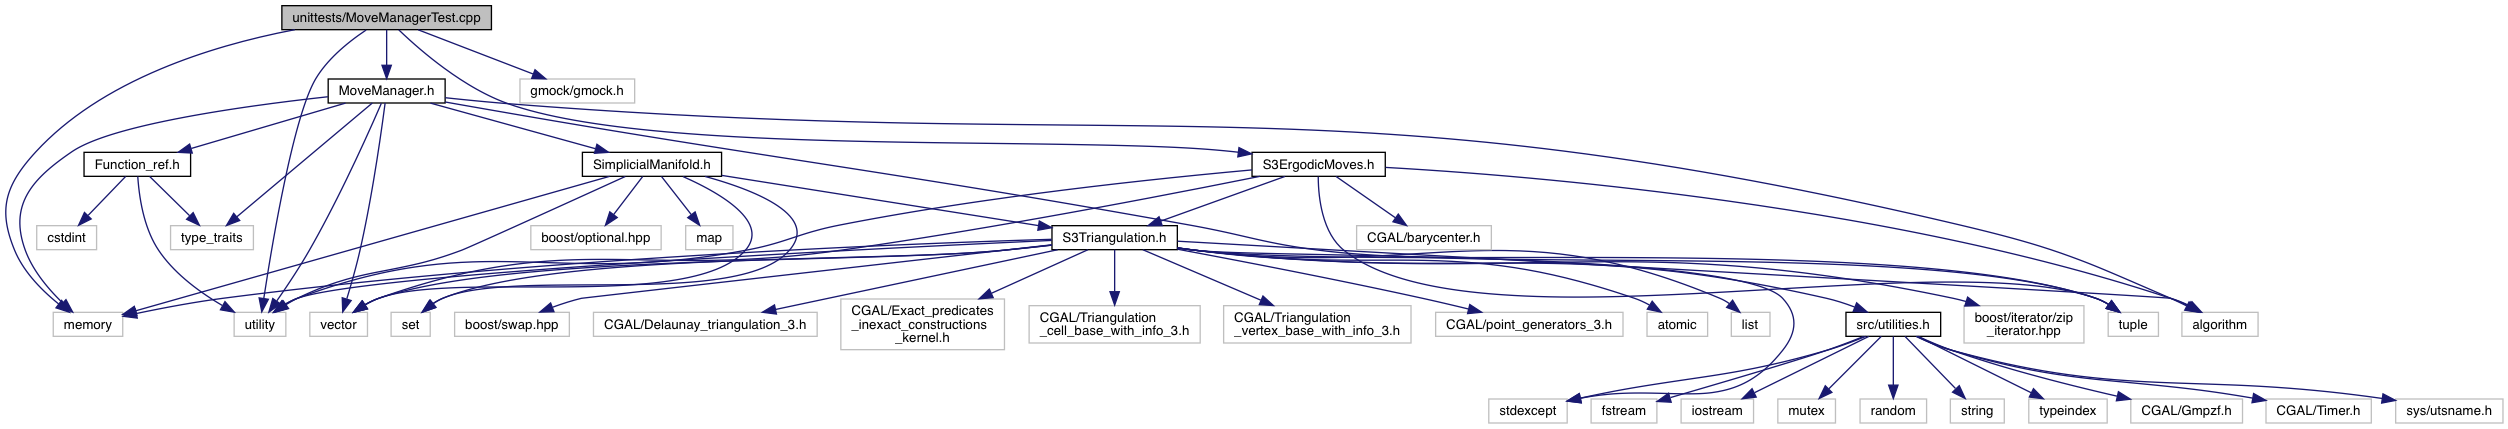 unittests/MoveManagerTest.cpp
MoveManager.h
gmock/gmock.h
Function_ref.h
SimplicialManifold.h
S3ErgodicMoves.h
cstdint
type_traits
boost/optional.hpp
map
S3Triangulation.h
CGAL/barycenter.h
memory
utility
vector
set
boost/swap.hpp
CGAL/Delaunay_triangulation_3.h
CGAL/Exact_predicates
_inexact_constructions
_kernel.h
CGAL/Triangulation
_cell_base_with_info_3.h
CGAL/Triangulation
_vertex_base_with_info_3.h
CGAL/point_generators_3.h
atomic
list
src/utilities.h
boost/iterator/zip
_iterator.hpp
tuple
algorithm
stdexcept
fstream
iostream
mutex
random
string
typeindex
CGAL/Gmpzf.h
CGAL/Timer.h
sys/utsname.h